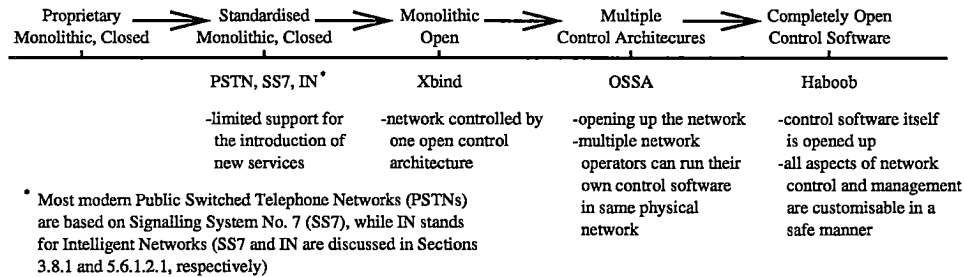 Proprietary
Monolithic, Closed
Standardised
Monolithic, Closed
Monolithic
Open
Multiple
Control Architecures
Completely Open
Control Software
PSTN, SS7, IN*
-limited support for
the introduction of
new services
Xbind
-network controlled by
one open control
architecture
OSSA
-opening up the network
-multiple network
operators can run their
own control software
in same physical
network
Haboob
-control software itself
is opened up
-all aspects of network
control and management
are customisable in a
safe manner
* Most modern Public Switched Telephone Networks (PSTNs)
are based on Signalling System No. 7 (SS7), while IN stands
for Intelligent Networks (SS7 and IN are discussed in Sections
3.8.1 and 5.6.1.2.1, respectively)